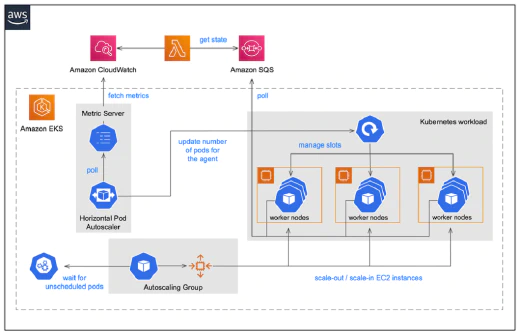 aws
get state
Amazon CloudWatch
Amazon SQS
fetch metrics
poll
Amazon EKS
Metric Server
Kubernetes workload
update number
of pods for
the agent
manage slots
poll
Horizontal Pod
Autoscaler
worker nodes
worker nodes
worker nodes
wait for
unscheduled pods
Autoscaling Group
scale-out / scale-in EC2 instances